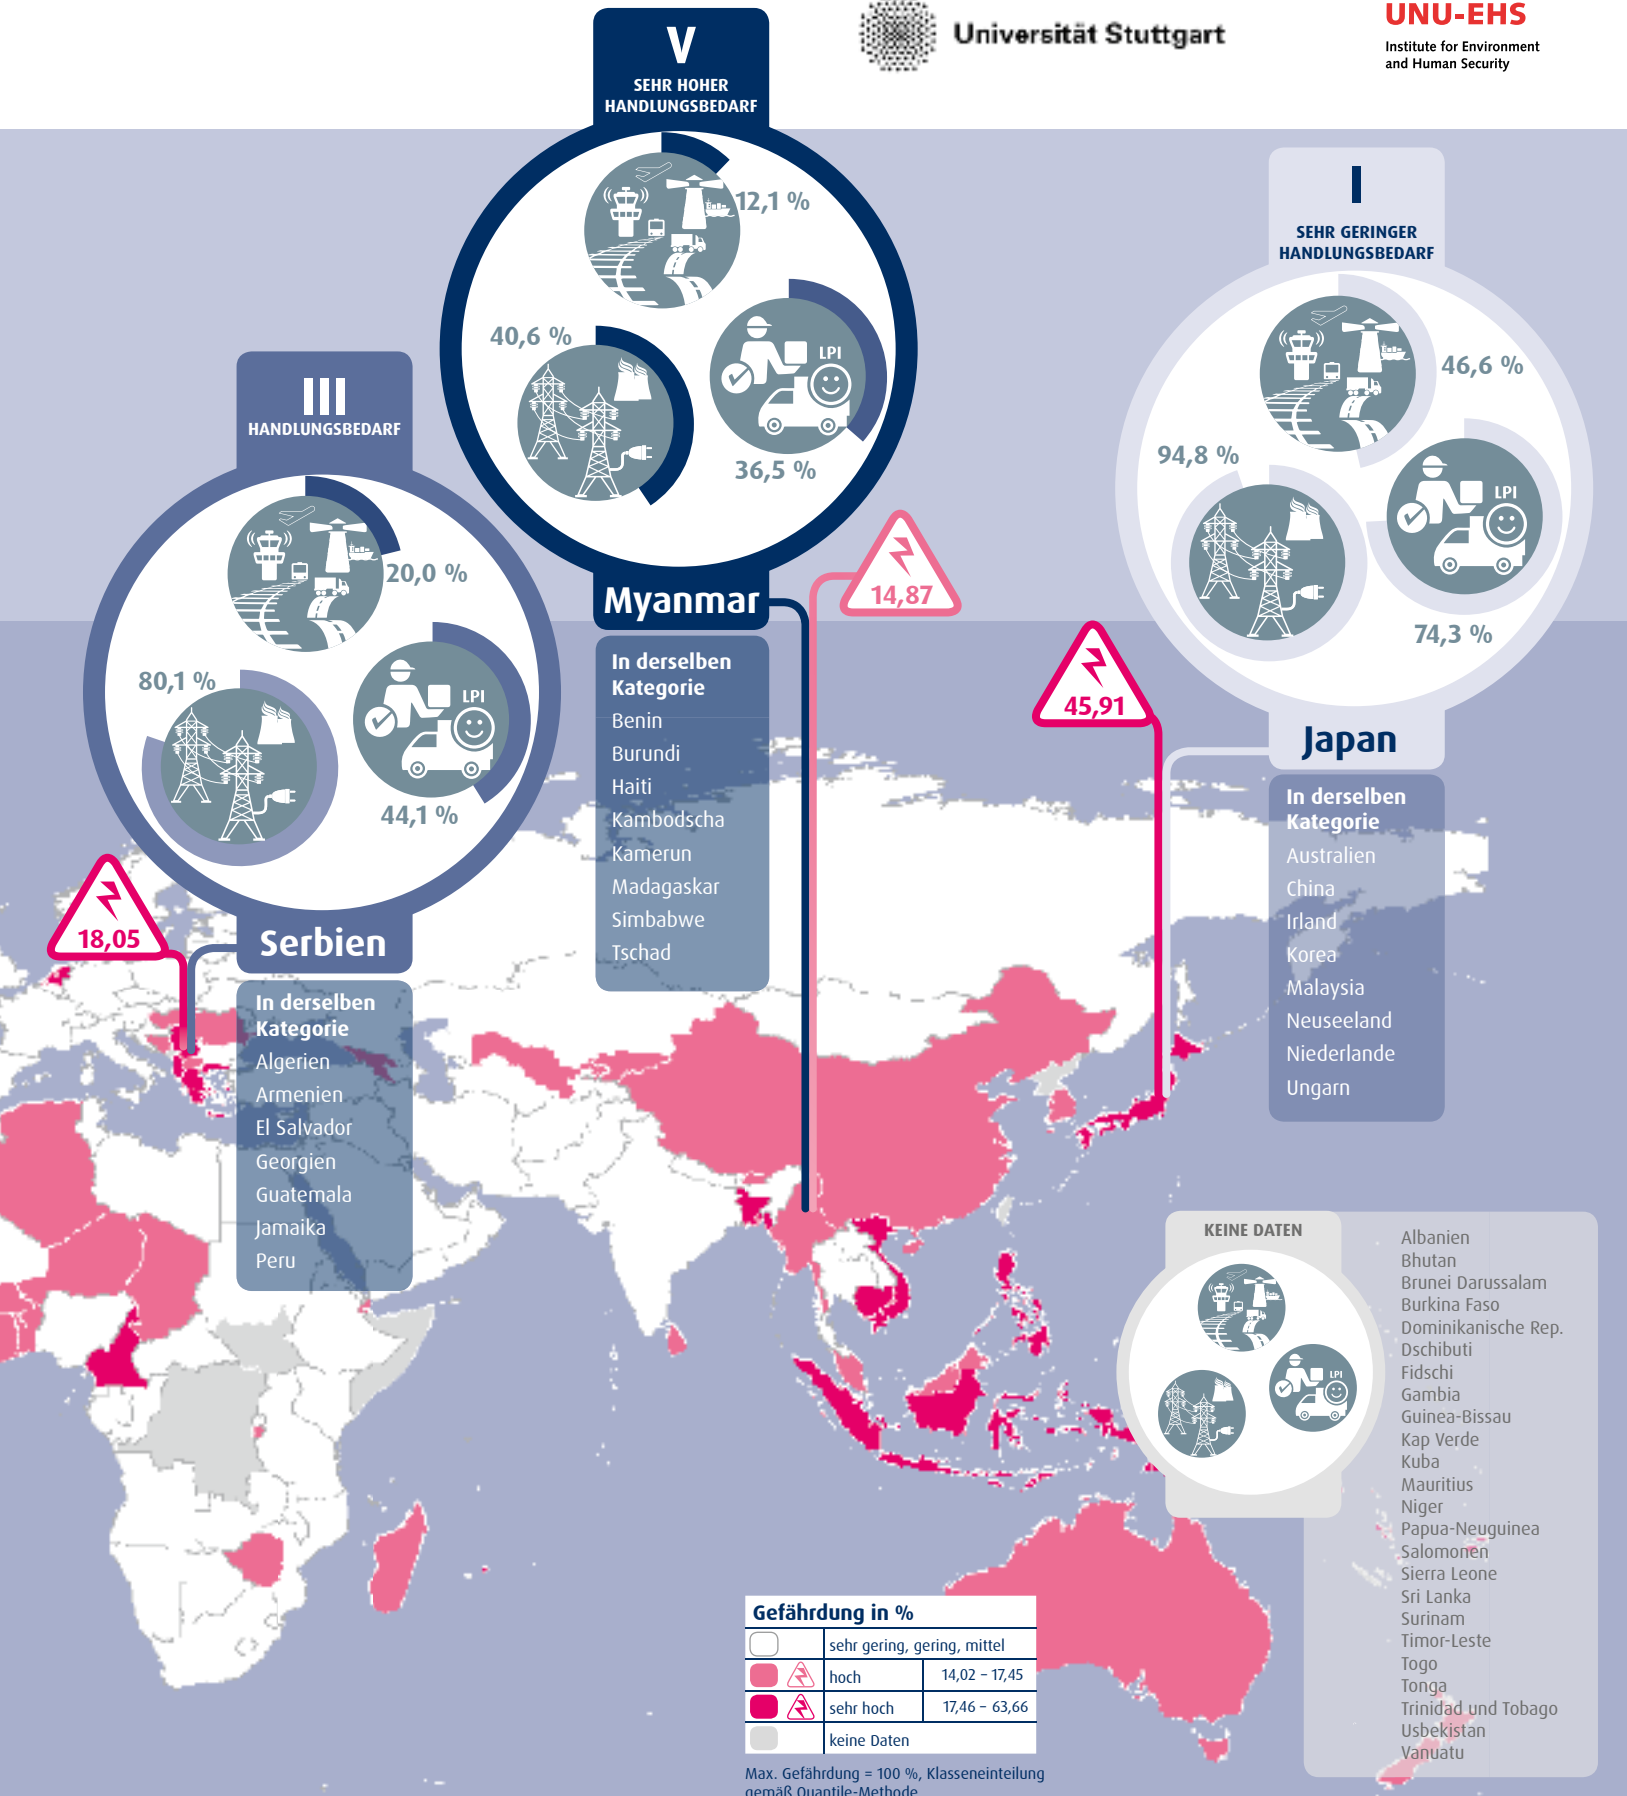 Universität Stuttgart
UNU-EHS
Institute for Environment
and Human Security
V
SEHR HOHER
HANDLUNGSBEDARF
12,1 %
40,6 %
LPI
36,5 %
Myanmar
In derselben
Kategorie
Benin
Burundi
Haiti
Kambodscha
Kamerun
Madagaskar
Simbabwe
Tschad
14,87
I
SEHR GERINGER
HANDLUNGSBEDARF
46,6 %
94,8 %
LPI
74,3 %
Japan
In derselben
Kategorie
Australien
China
Irland
Korea
Malaysia
Neuseeland
Niederlande
Ungarn
45,91
III
HANDLUNGSBEDARF
20,0 %
80,1 %
LPI
44,1 %
Serbien
In derselben
Kategorie
Algerien
Armenien
El Salvador
Georgien
Guatemala
Jamaika
Peru
18,05
KEINE DATEN
LPI
Albanien
Bhutan
Brunei Darussalam
Burkina Faso
Dominikanische Rep.
Dschibuti
Fidschi
Gambia
Guinea-Bissau
Kap Verde
Kuba
Mauritius
Niger
Papua-Neuguinea
Salomonen
Sierra Leone
Sri Lanka
Surinam
Timor-Leste
Togo
Tonga
Trinidad und Tobago
Usbekistan
Vanuatu
Gefährdung in %
sehr gering, gering, mittel
hoch 14,02 – 17,45
sehr hoch 17,46 – 63,66
keine Daten
Max. Gefährdung = 100 %, Klasseneinteilung
gemäß Quantile-Methode